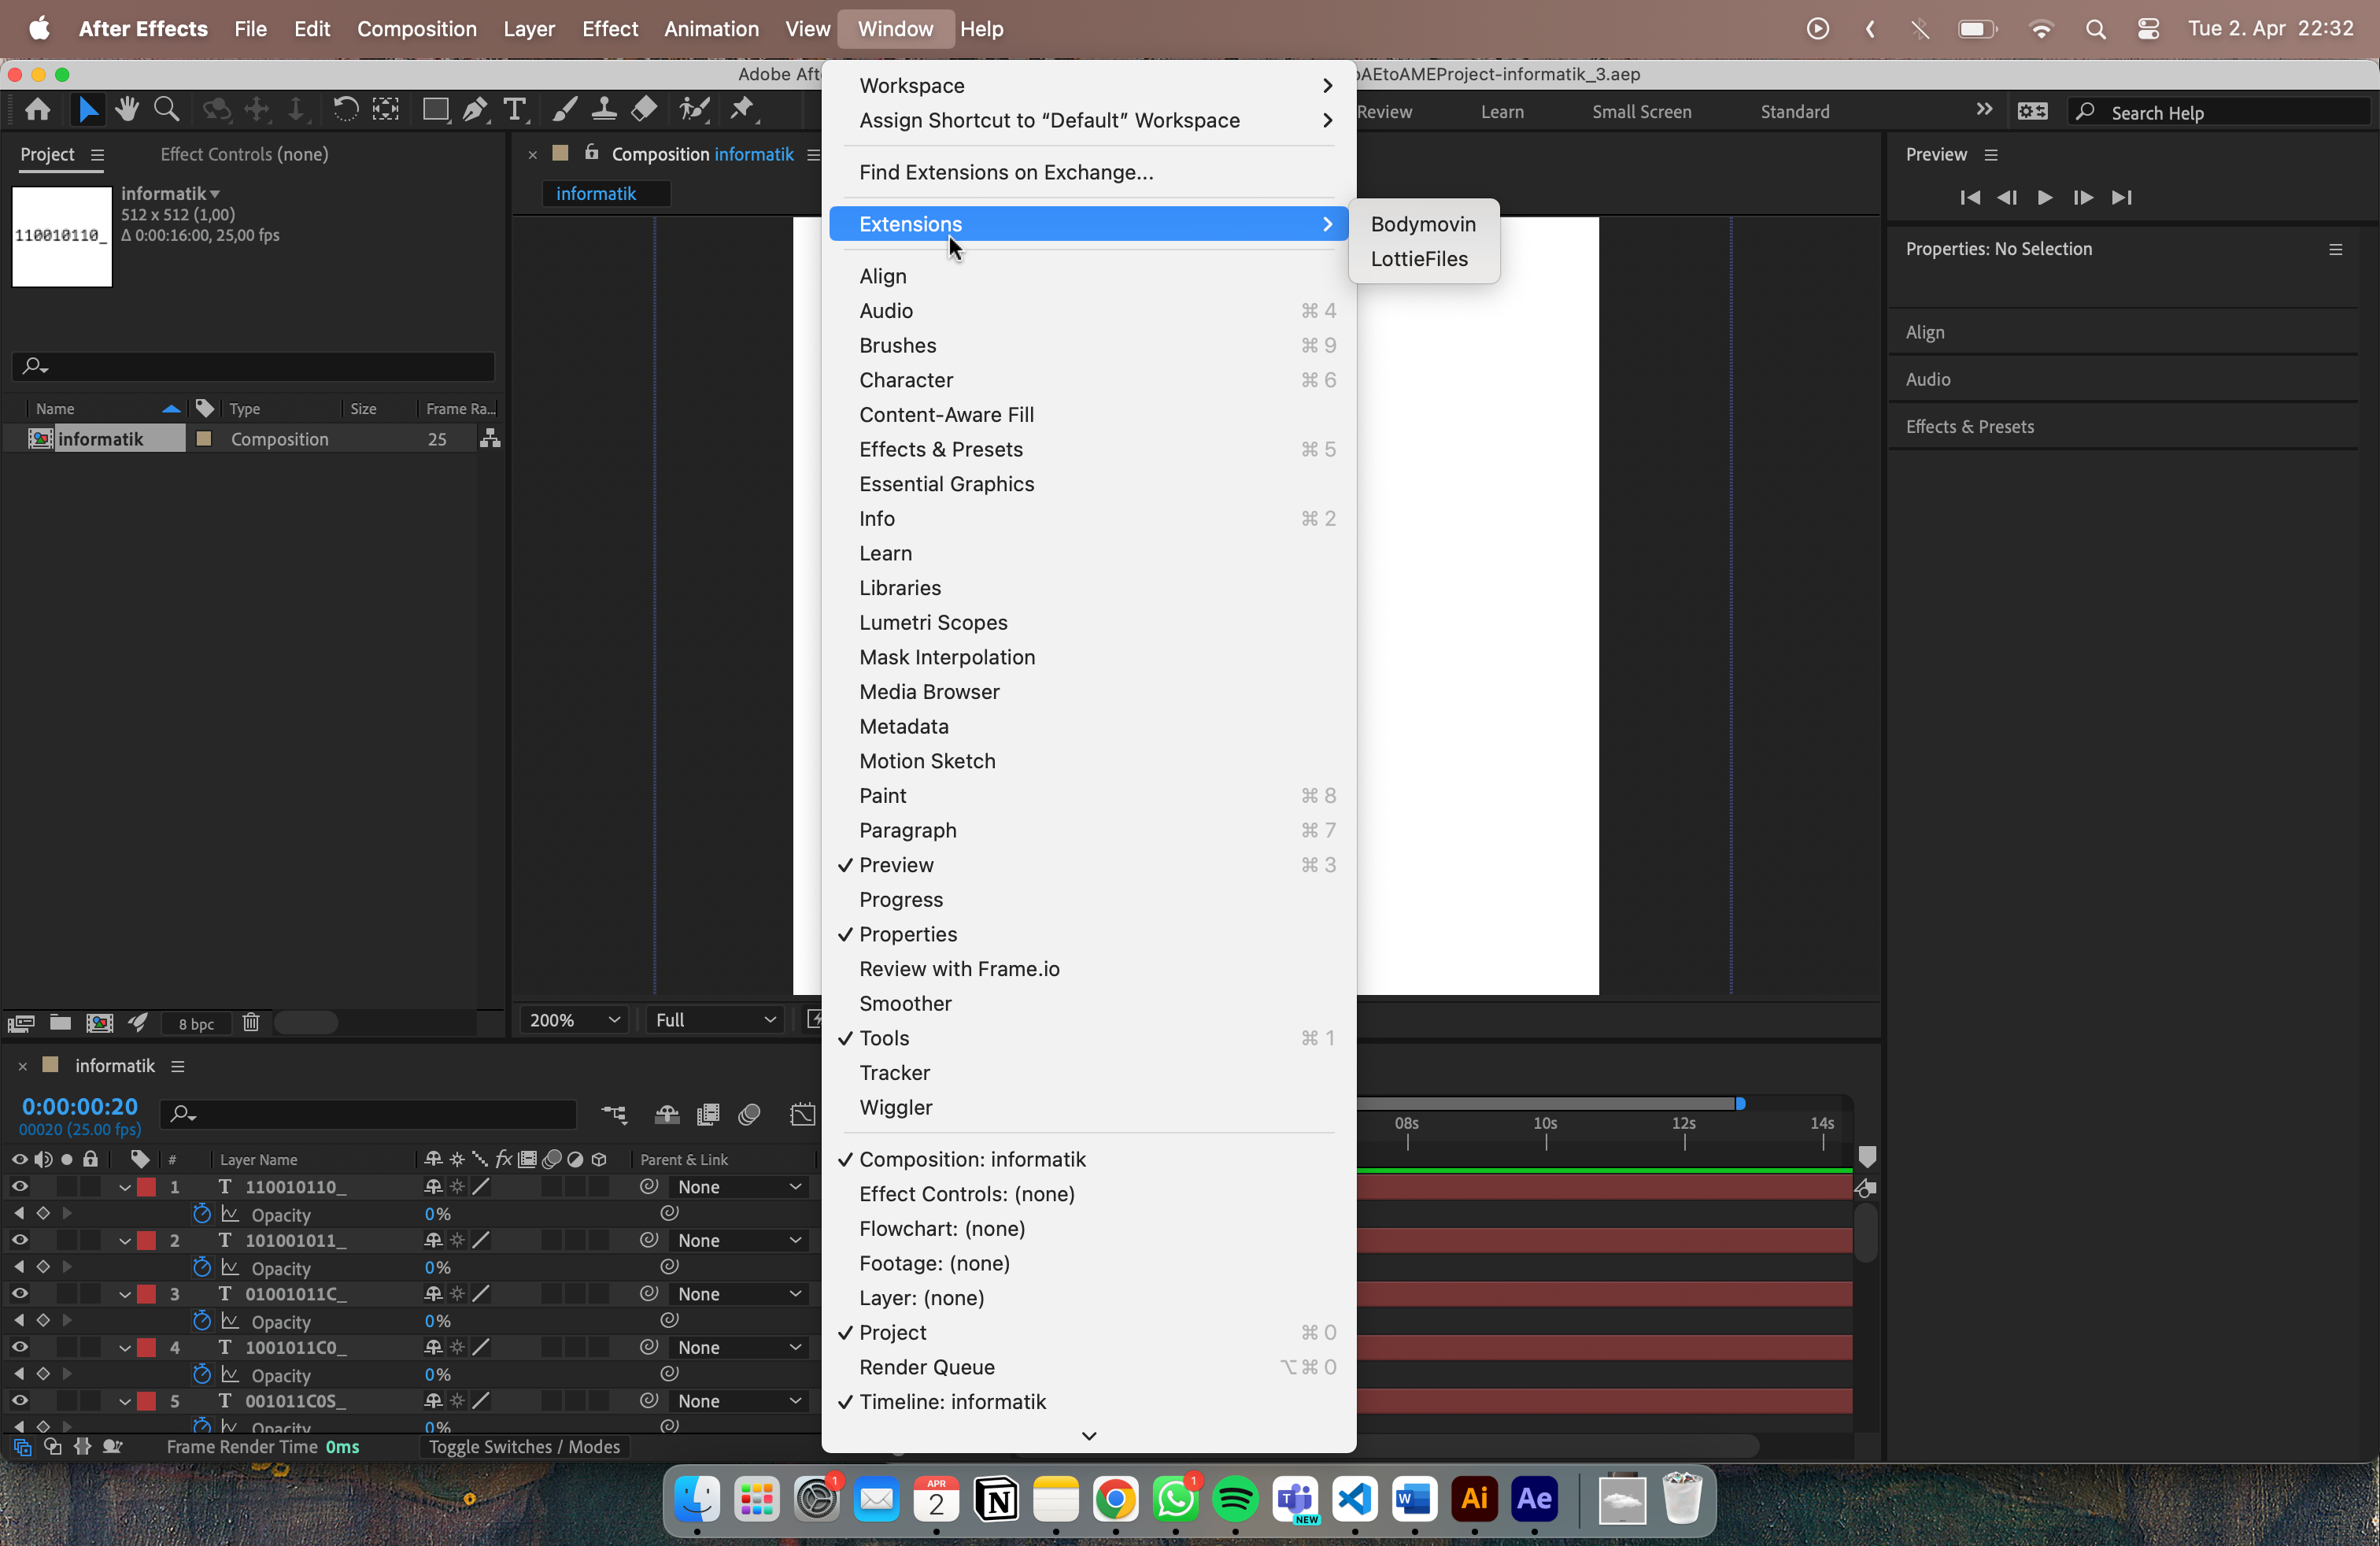 After Effects File Edit Composition Layer Effect Animation View Window Help Tue 2. Apr 22:32
Adobe Aft
AEtoAMEProject-informatik_3.aep
Review Learn Small Screen Standard Search Help
Project Effect Controls (none)
informatik
512 x 512 (1,00)
Δ 0:00:16:00, 25,00 fps
110010110_
Name Type Size Frame Ra...
informatik Composition 25
8 bpc
Composition informatik
informatik
200% Full
Workspace
Assign Shortcut to “Default” Workspace
Find Extensions on Exchange...
Extensions
Bodymovin
LottieFiles
Align
Audio ⌘ 4
Brushes ⌘ 9
Character ⌘ 6
Content-Aware Fill
Effects & Presets ⌘ 5
Essential Graphics
Info ⌘ 2
Learn
Libraries
Lumetri Scopes
Mask Interpolation
Media Browser
Metadata
Motion Sketch
Paint ⌘ 8
Paragraph ⌘ 7
✓ Preview ⌘ 3
Progress
✓ Properties
Review with Frame.io
Smoother
✓ Tools ⌘ 1
Tracker
Wiggler
✓ Composition: informatik
Effect Controls: (none)
Flowchart: (none)
Footage: (none)
Layer: (none)
✓ Project ⌘ 0
Render Queue ⌥⌘ 0
✓ Timeline: informatik
Preview
Properties: No Selection
Align
Audio
Effects & Presets
informatik
0:00:00:20
00020 (25.00 fps)
08s 10s 12s 14s
# Layer Name fx Parent & Link
1 T 110010110_ None
Opacity 0%
2 T 101001011_ None
Opacity 0%
3 T 01001011C_ None
Opacity 0%
4 T 1001011C0_ None
Opacity 0%
5 T 001011C0S_ None
Opacity 0%
Frame Render Time 0ms Toggle Switches / Modes
1
APR
2
N
1
T
NEW
W
Ai
Ae